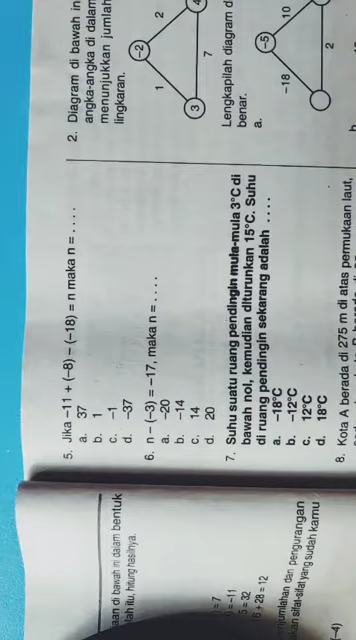 aan di bawah ini dalam bentuk
lah itu, hitung hasilnya.
= 7
= –11
5 = 32
6 + 28 = 12
jumlahan dan pengurangan
an sifat-sifat yang sudah kamu
(–4)
5. Jika –11 + (–8) – (–18) = n maka n = . . . .
a. 37
b. 1
c. –1
d. –37
6. n – (–3) = –17, maka n = . . . .
a. –20
b. –14
c. 14
d. 20
7. Suhu suatu ruang pendingin mula-mula 3°C di
bawah nol, kemudian diturunkan 15°C. Suhu
di ruang pendingin sekarang adalah . . . .
a. –18°C
b. –12°C
c. 12°C
d. 18°C
8. Kota A berada di 275 m di atas permukaan laut,
2. Diagram di bawah in
angka-angka di dalam
menunjukkan jumlah
lingkaran.
–2
2
1
4
3
7
Lengkapilah diagram d
benar.
a.
–5
10
–18
2
b